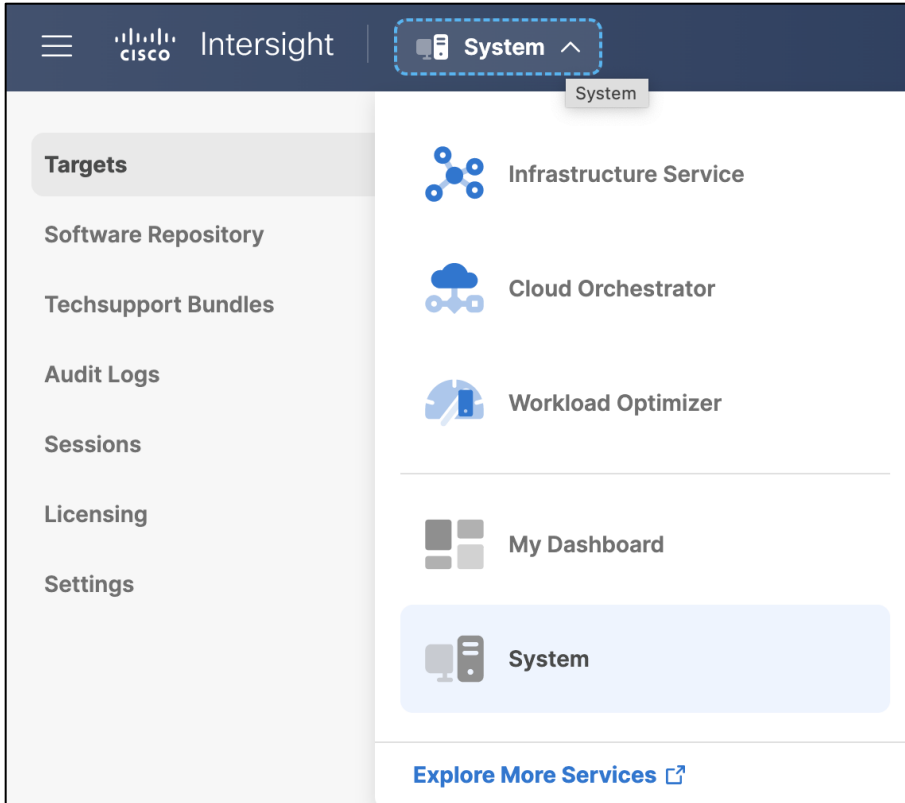 CISCO Intersight System
System
Targets
Software Repository
Techsupport Bundles
Audit Logs
Sessions
Licensing
Settings
Infrastructure Service
Cloud Orchestrator
Workload Optimizer
My Dashboard
System
Explore More Services